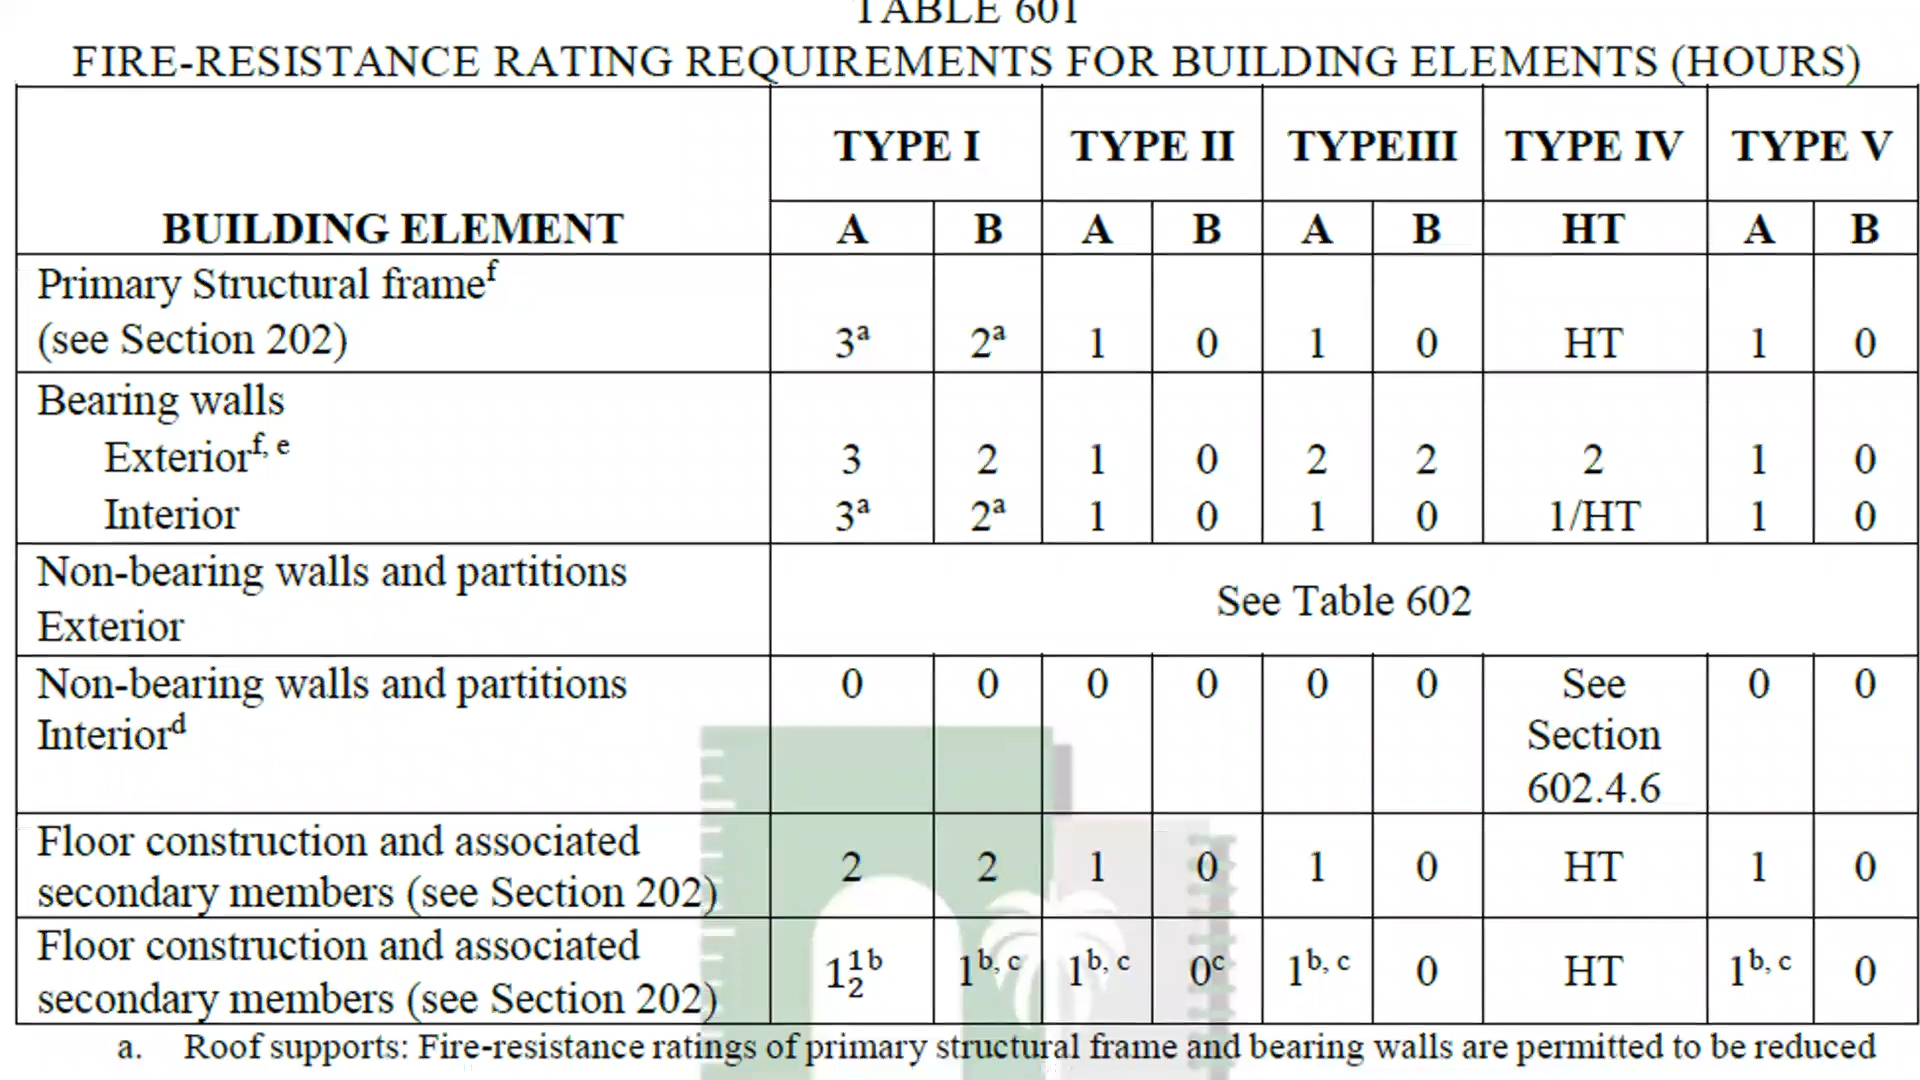 TABLE 601
FIRE-RESISTANCE RATING REQUIREMENTS FOR BUILDING ELEMENTS (HOURS)
BUILDING ELEMENT TYPE I TYPE II TYPEIII TYPE IV TYPE V
A B A B A B HT A B
Primary Structural frameᶠ
(see Section 202) 3ᵃ 2ᵃ 1 0 1 0 HT 1 0
Bearing walls
Exteriorᶠ, ᵉ 3 2 1 0 2 2 2 1 0
Interior 3ᵃ 2ᵃ 1 0 1 0 1/HT 1 0
Non-bearing walls and partitions
Exterior See Table 602
Non-bearing walls and partitions 0 0 0 0 0 0 See 0 0
Interiorᵈ Section
602.4.6
Floor construction and associated
secondary members (see Section 202) 2 2 1 0 1 0 HT 1 0
Floor construction and associated
secondary members (see Section 202) 1½ᵇ 1ᵇ, ᶜ 1ᵇ, ᶜ 0ᶜ 1ᵇ, ᶜ 0 HT 1ᵇ, ᶜ 0
a. Roof supports: Fire-resistance ratings of primary structural frame and bearing walls are permitted to be reduced